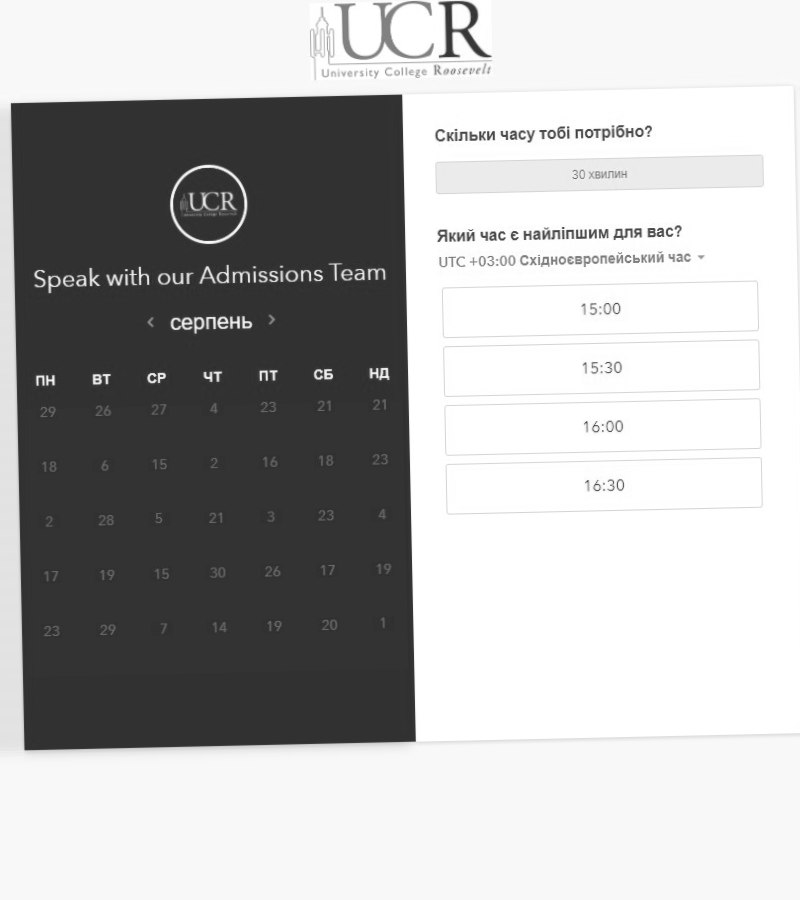 UCR
University College Roosevelt
UCR
University College Roosevelt
Speak with our Admissions Team
серпень
ПН ВТ СР ЧТ ПТ СБ НД
29 26 27 4 23 21 21
18 6 15 2 16 18 23
2 28 5 21 3 23 4
17 19 15 30 26 17 19
23 29 7 14 19 20 1
Скільки часу тобі потрібно?
30 хвилин
Який час є найліпшим для вас?
UTC +03:00 Східноєвропейський час
15:00
15:30
16:00
16:30